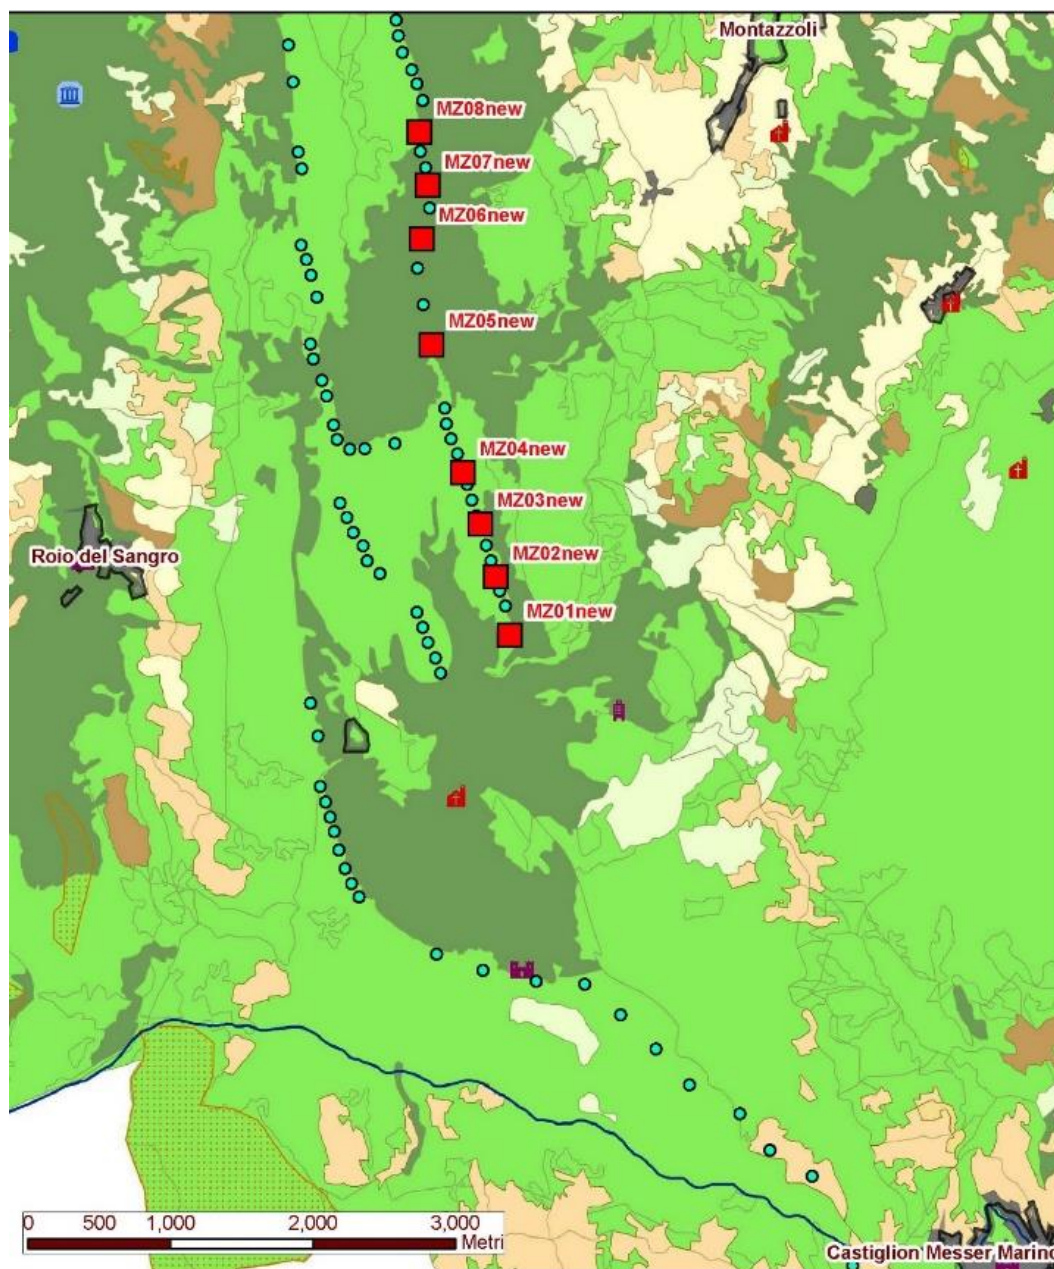 Montazzoli
MZ08new
MZ07new
MZ06new
MZ05new
MZ04new
MZ03new
MZ02new
Roio del Sangro
MZ01new
0 500 1,000 2,000 3,000
Metri
Castiglion Messer Marino